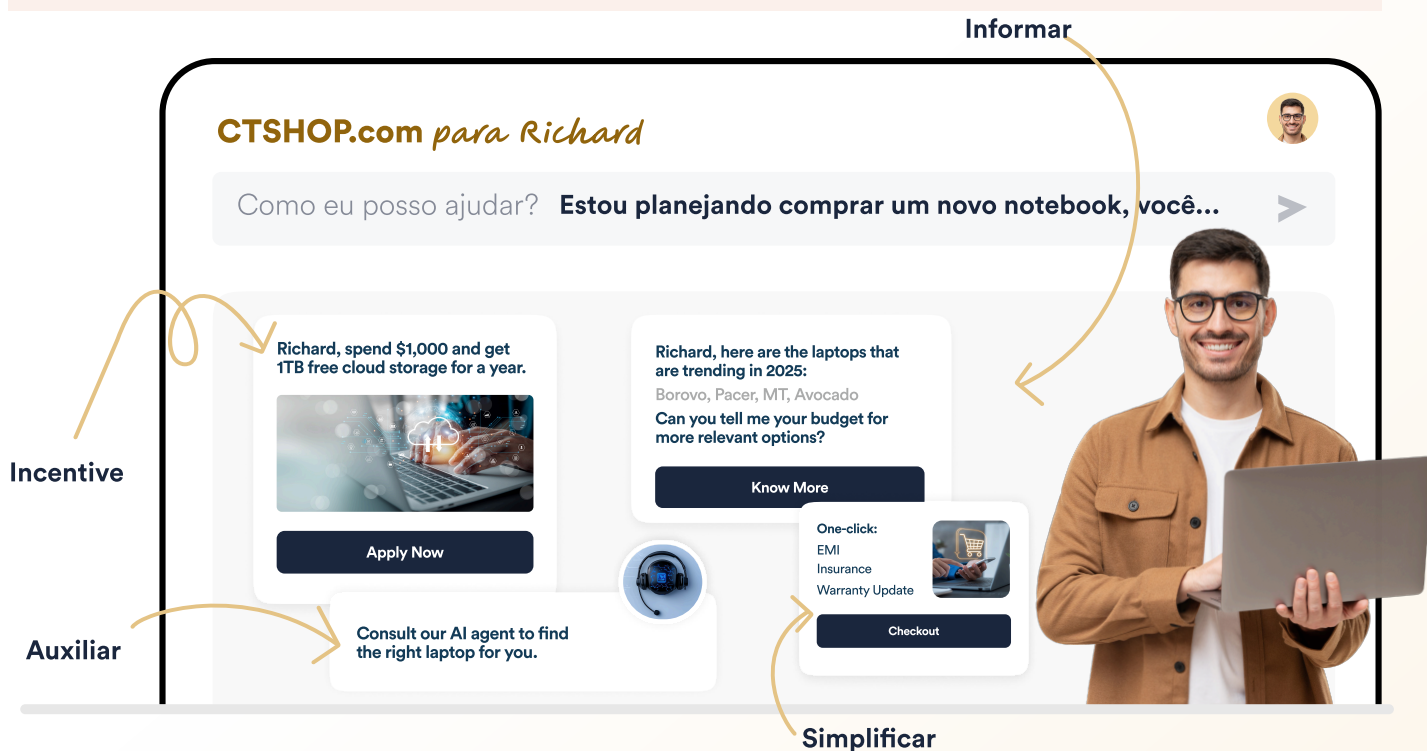 Informar
CTSHOP.com para Richard
Como eu posso ajudar? Estou planejando comprar um novo notebook, você...
Richard, spend $1,000 and get
1TB free cloud storage for a year.
Apply Now
Richard, here are the laptops that
are trending in 2025:
Borovo, Pacer, MT, Avocado
Can you tell me your budget for
more relevant options?
Know More
Incentive
One-click:
EMI
Insurance
Warranty Update
Checkout
Auxiliar
Consult our AI agent to find
the right laptop for you.
Simplificar